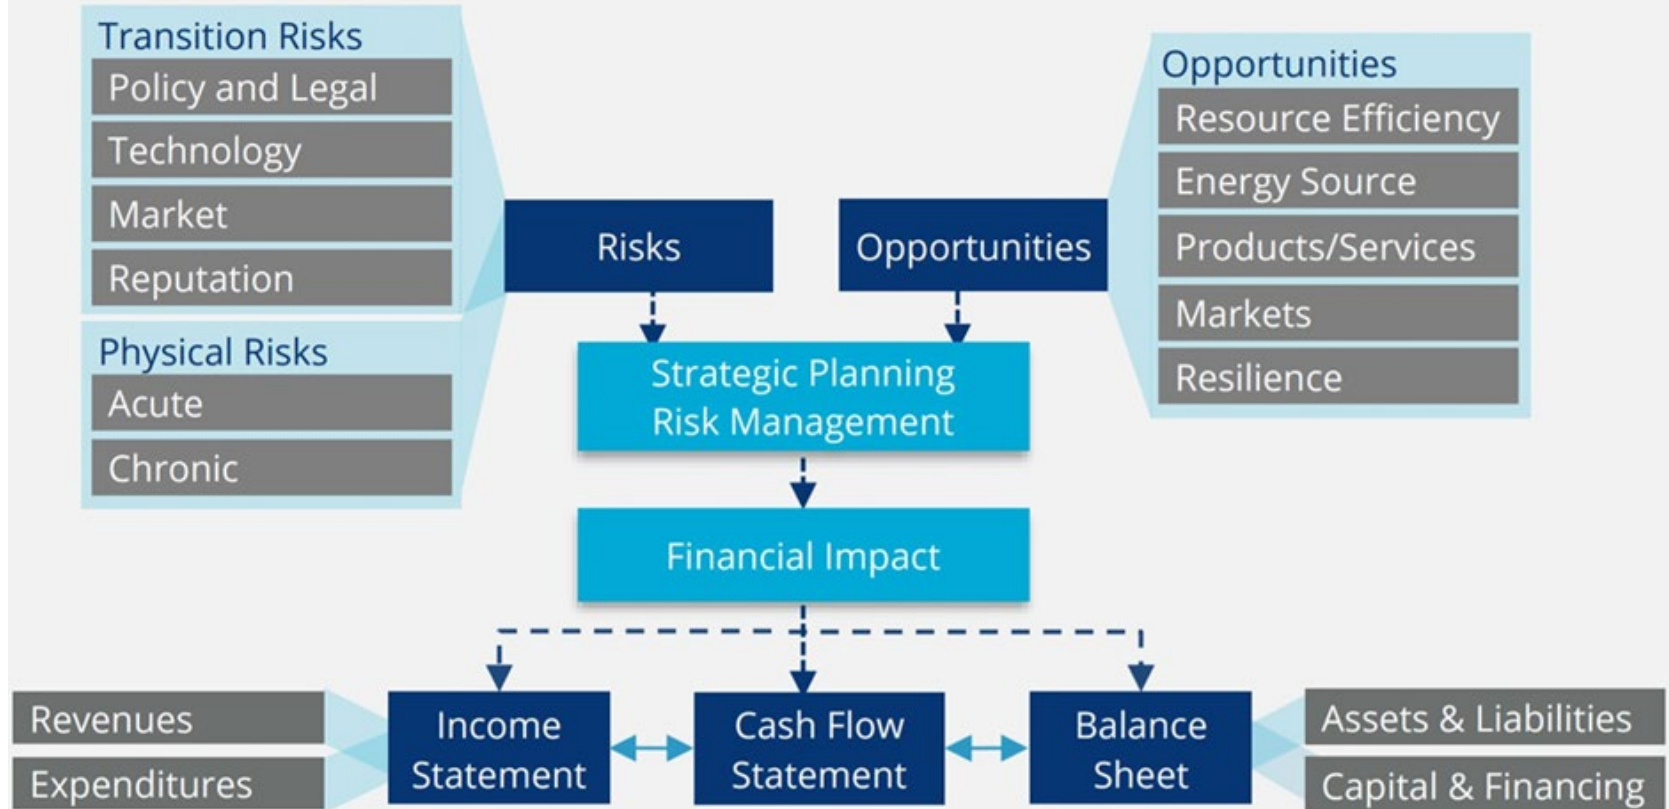 Transition Risks
Policy and Legal
Technology
Market
Reputation
Physical Risks
Acute
Chronic
Risks
Opportunities
Opportunities
Resource Efficiency
Energy Source
Products/Services
Markets
Resilience
Strategic Planning
Risk Management
Financial Impact
Revenues
Expenditures
Income
Statement
Cash Flow
Statement
Balance
Sheet
Assets & Liabilities
Capital & Financing